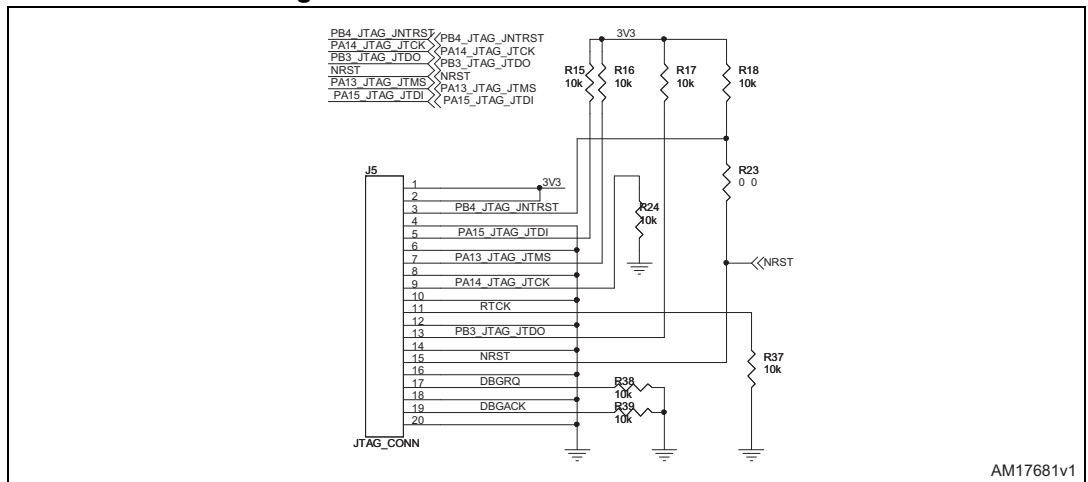 PB4_JTAG_JNTRST PB4_JTAG_JNTRST
PA14_JTAG_JTCK PA14_JTAG_JTCK
PB3_JTAG_JTDO PB3_JTAG_JTDO
NRST NRST
PA13_JTAG_JTMS PA13_JTAG_JTMS
PA15_JTAG_JTDI PA15_JTAG_JTDI
3V3
R15 R16 R17 R18
10k 10k 10k 10k
R23
0 0
J5
1 3V3
2
3 PB4_JTAG_JNTRST
R24
10k
4
5 PA15_JTAG_JTDI
6
7 PA13_JTAG_JTMS
NRST
8
9 PA14_JTAG_JTCK
10
11 RTCK
12
13 PB3_JTAG_JTDO
14
15 NRST
R37
10k
16
17 DBGRQ R38
10k
18
19 DBGACK R39
10k
20
JTAG_CONN
AM17681v1